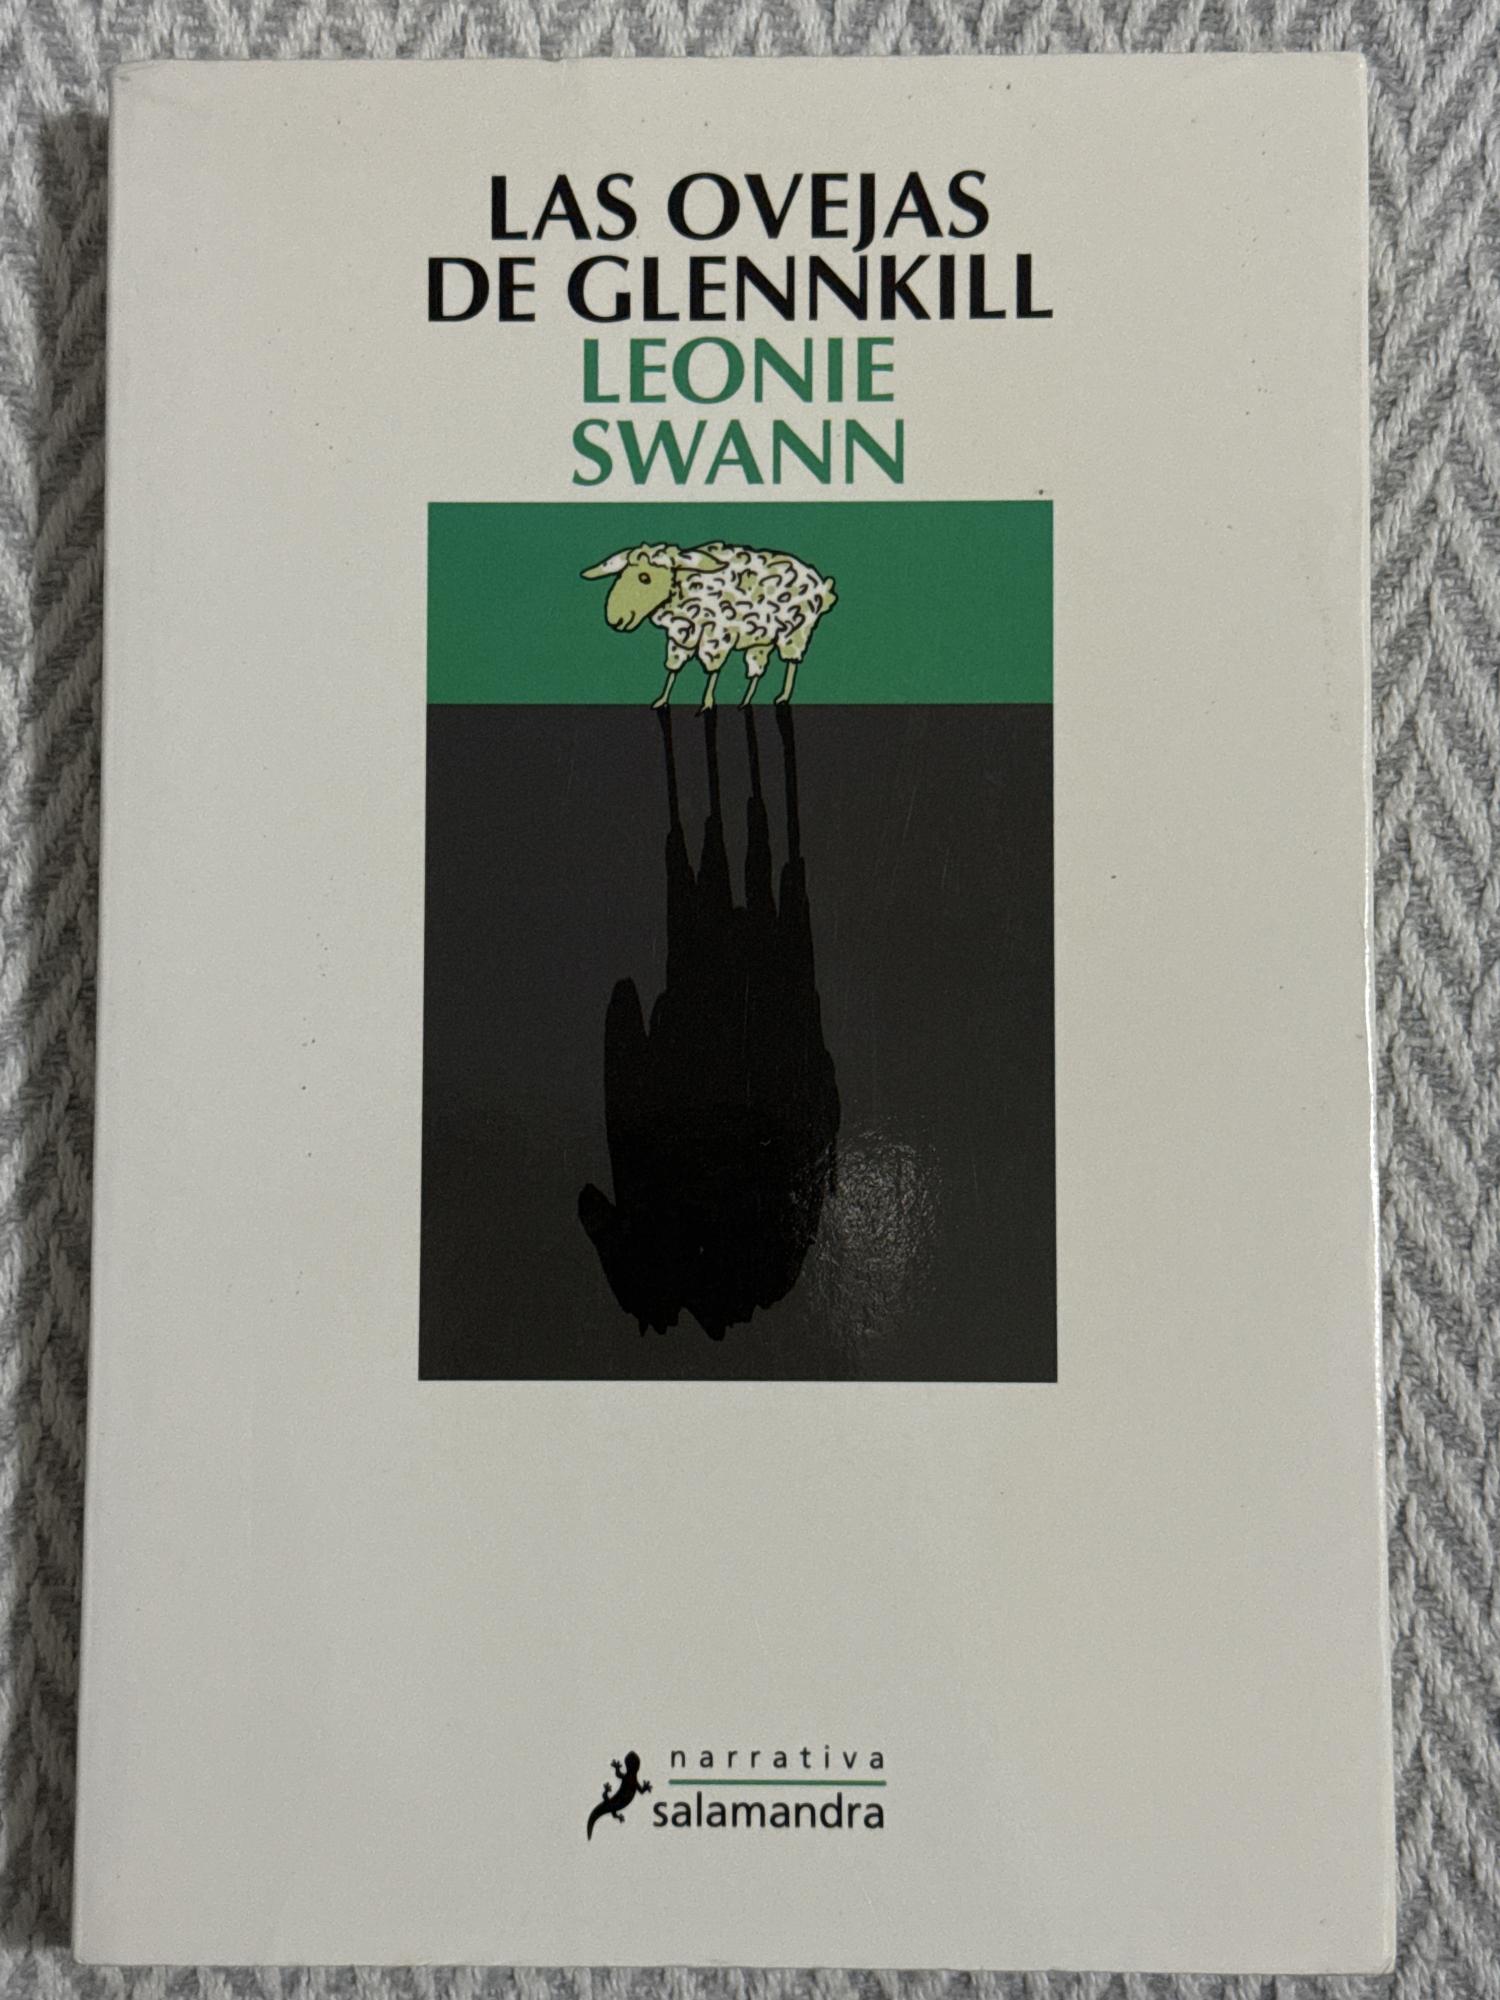 LAS OVEJAS
DE GLENNKILL
LEONIE
SWANN
narrativa
salamandra